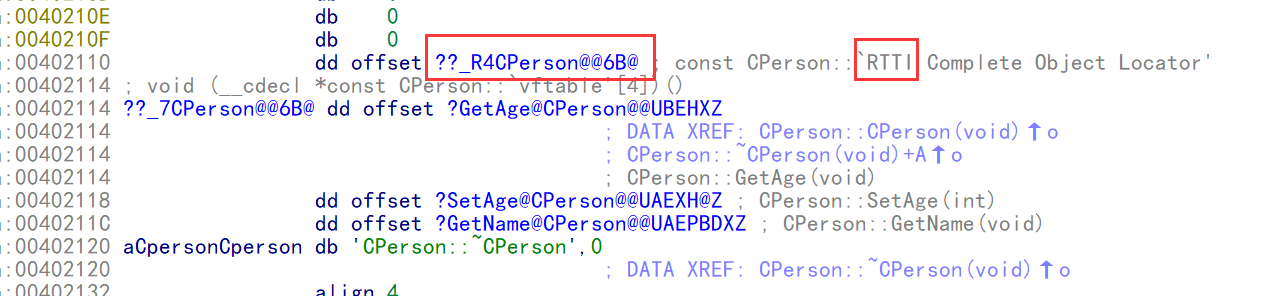 a:0040210E db 0
a:0040210F db 0
a:00402110 dd offset ??_R4CPerson@@6B@ ; const CPerson::`RTTI Complete Object Locator'
a:00402114 ; void (__cdecl *const CPerson::`vftable'[4])()
a:00402114 ??_7CPerson@@6B@ dd offset ?GetAge@CPerson@@UBEHXZ
a:00402114 ; DATA XREF: CPerson::CPerson(void)↑o
a:00402114 ; CPerson::~CPerson(void)+A↑o
a:00402114 ; CPerson::GetAge(void)
a:00402118 dd offset ?SetAge@CPerson@@UAEXH@Z ; CPerson::SetAge(int)
a:0040211C dd offset ?GetName@CPerson@@UAEPBDXZ ; CPerson::GetName(void)
a:00402120 aCpersonCperson db 'CPerson::~CPerson',0
a:00402120 ; DATA XREF: CPerson::~CPerson(void)↑o
a:00402132 align 4